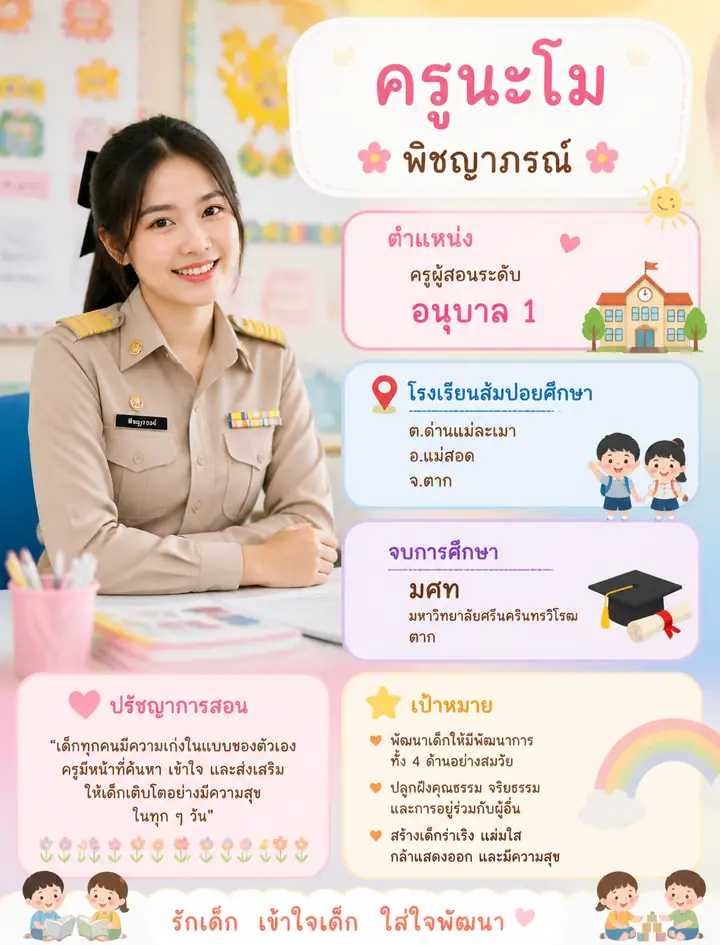 ครูนะโม
พิชญาภรณ์
ตำแหน่ง
ครูผู้สอนระดับ
อนุบาล 1
โรงเรียนส้มปอยศึกษา
ต.ด่านแม่ละเมา
อ.แม่สอด
จ.ตาก
จบการศึกษา
มศท
มหาวิทยาลัยศรีนครินทรวิโรฒ
ตาก
ปรัชญาการสอน
“เด็กทุกคนมีความเก่งในแบบของตัวเอง
ครูมีหน้าที่ค้นหา เข้าใจ และส่งเสริม
ให้เด็กเติบโตอย่างมีความสุข
ในทุก ๆ วัน”
เป้าหมาย
พัฒนาเด็กให้มีพัฒนาการ
ทั้ง 4 ด้านอย่างสมวัย
ปลูกฝังคุณธรรม จริยธรรม
และการอยู่ร่วมกับผู้อื่น
สร้างเด็กร่าเริง แม่มใส
กล้าแสดงออก และมีความสุข
รักเด็ก เข้าใจเด็ก ใส่ใจพัฒนา